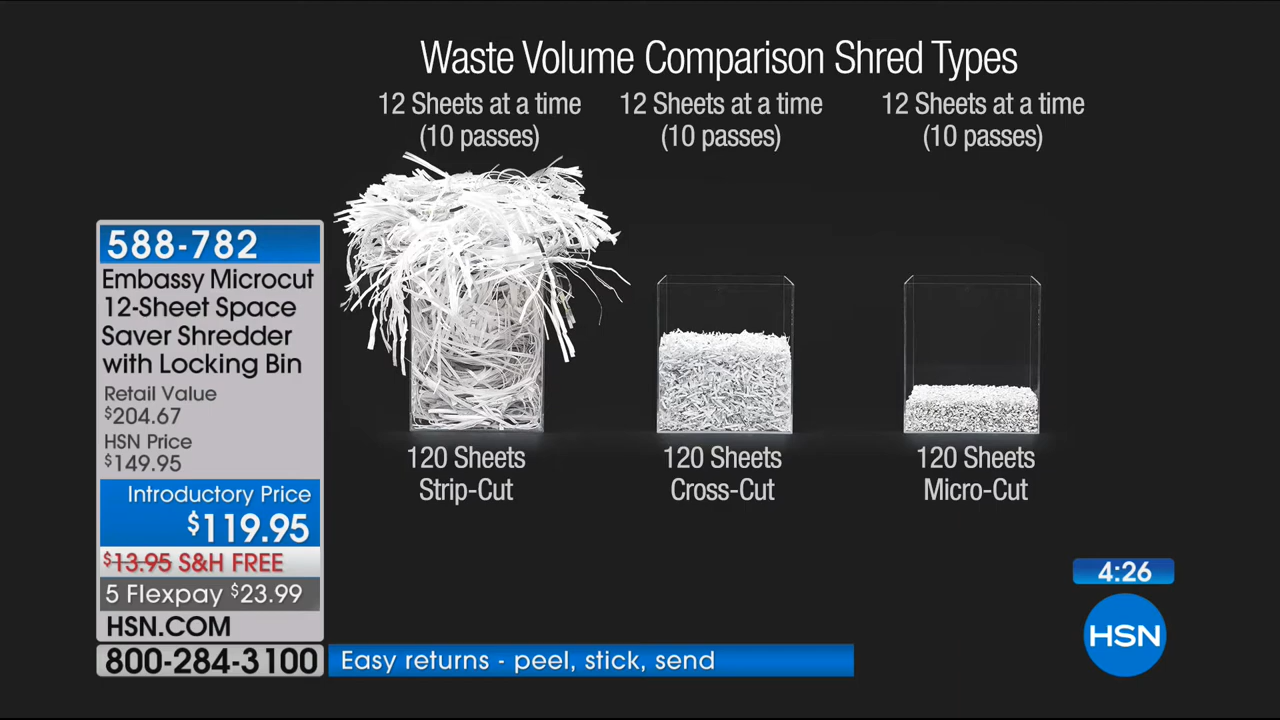 Waste Volume Comparison Shred Types
12 Sheets at a time
(10 passes)
12 Sheets at a time
(10 passes)
12 Sheets at a time
(10 passes)
120 Sheets
Strip-Cut
120 Sheets
Cross-Cut
120 Sheets
Micro-Cut
588-782
Embassy Microcut
12-Sheet Space
Saver Shredder
with Locking Bin
Retail Value
$204.67
HSN Price
$149.95
Introductory Price
$119.95
$13.95 S&H FREE
5 Flexpay $23.99
HSN.COM
800-284-3100
Easy returns - peel, stick, send
4:26
HSN